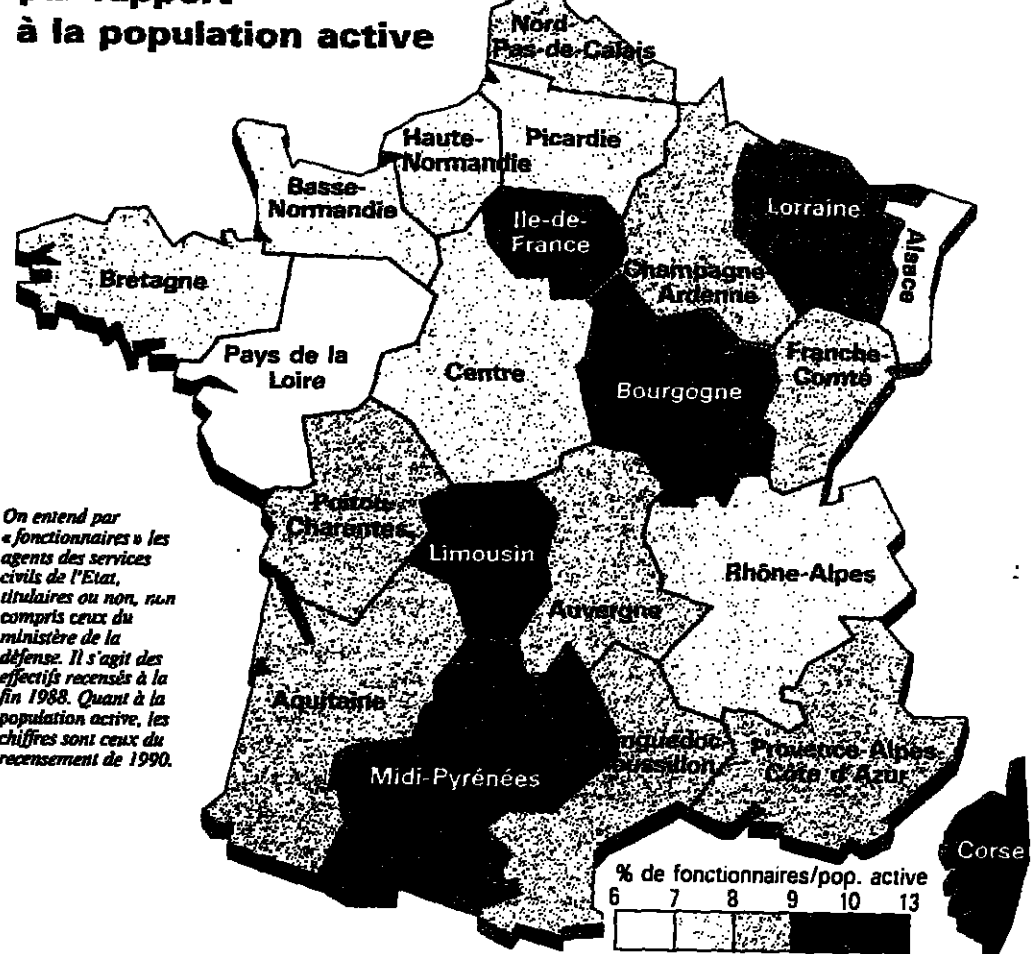 par rapport
à la population active
Nord-
Pas-de-Calais
Haute-
Normandie
Picardie
Basse-
Normandie
Ile-de-
France
Lorraine
Alsace
Champagne
Ardenne
Bretagne
Pays de la
Loire
Centre
Bourgogne
Franche-
Comté
Poitou-
Charentes
Limousin
Auvergne
Rhône-Alpes
On entend par
« fonctionnaires » les
agents des services
civils de l'Etat,
titulaires ou non, non
compris ceux du
ministère de la
défense. Il s'agit des
effectifs recensés à la
fin 1988. Quant à la
population active, les
chiffres sont ceux du
recensement de 1990.
Aquitaine
Midi-Pyrénées
Languedoc-
Roussillon
Provence-Alpes
Côte d'Azur
Corse
% de fonctionnaires/pop. active
6 7 8 9 10 13